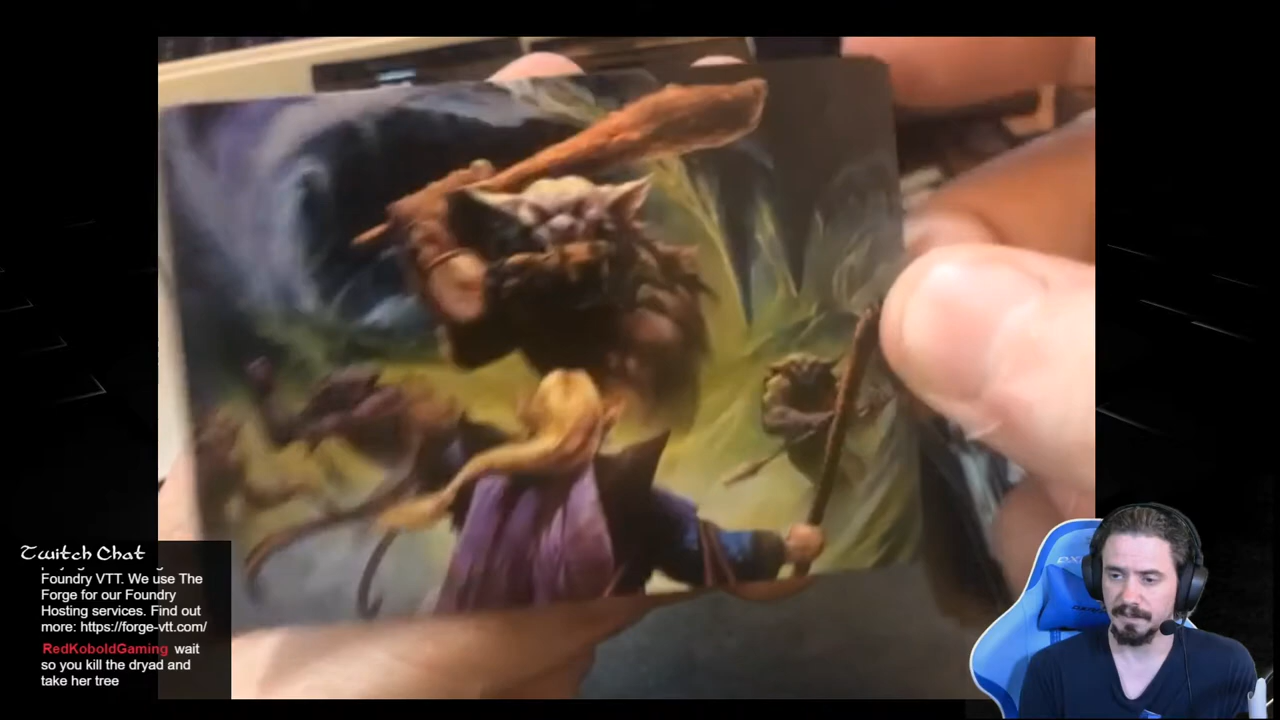 Twitch Chat
Foundry VTT. We use The
Forge for our Foundry
Hosting services. Find out
more: https://forge-vtt.com/
RedKoboldGaming wait
so you kill the dryad and
take her tree